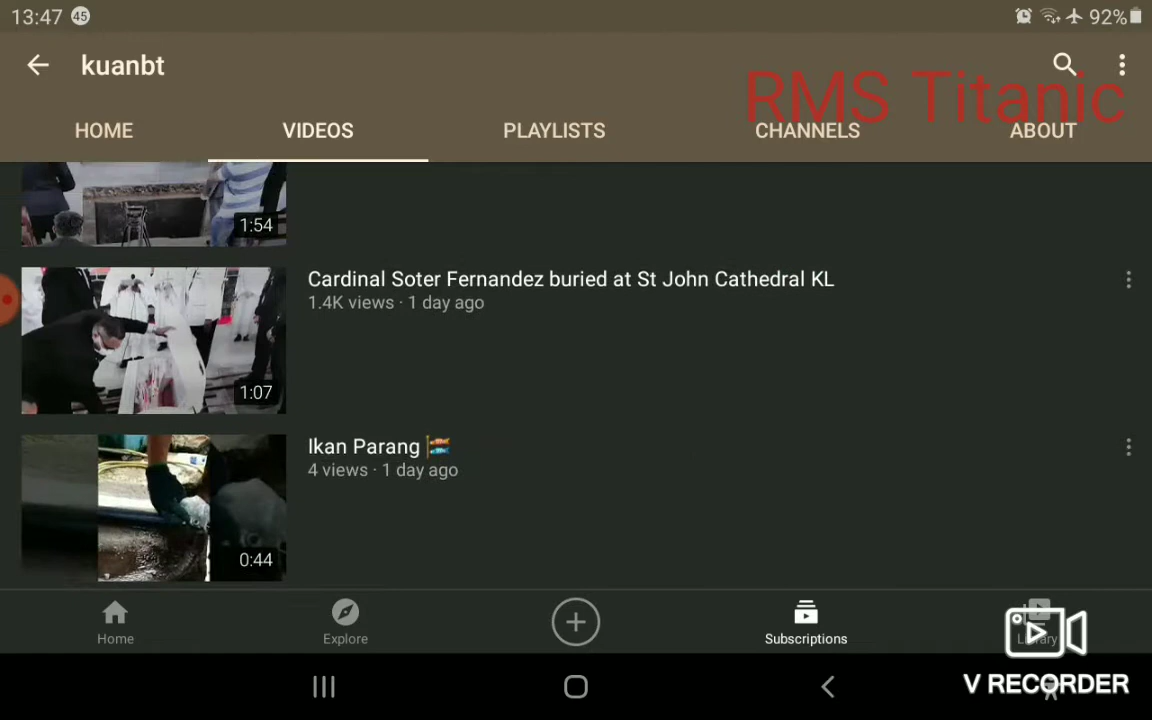 13:47 45 92%
kuanbt
RMS Titanic
HOME VIDEOS PLAYLISTS CHANNELS ABOUT
1:54
Cardinal Soter Fernandez buried at St John Cathedral KL
1.4K views · 1 day ago
1:07
Ikan Parang 🎏
4 views · 1 day ago
0:44
Home Explore Subscriptions Library
V RECORDER